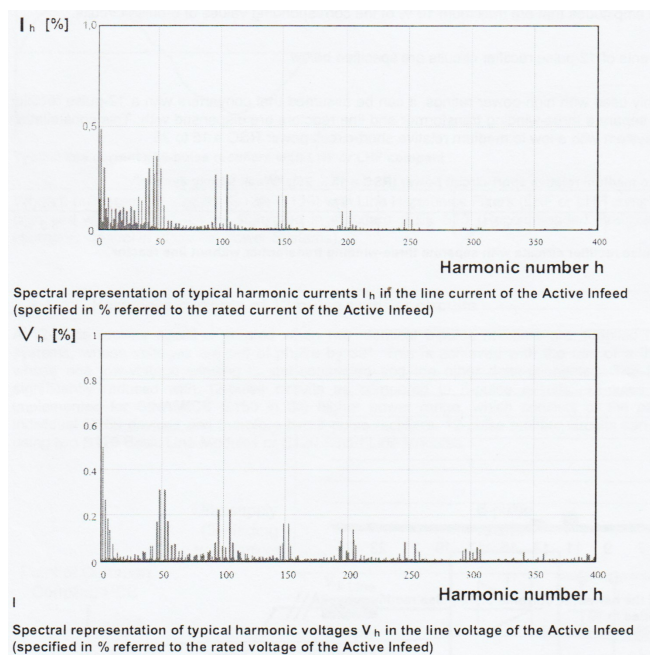 I h [%]
1,0
0,5
0
0 50 100 150 200 250 300 350 400
Harmonic number h
Spectral representation of typical harmonic currents I h in the line current of the Active Infeed
(specified in % referred to the rated current of the Active Infeed)
V h [%]
1
0.8
0.6
0.4
0.2
0
0 50 100 150 200 250 300 350 400
Harmonic number h
I
Spectral representation of typical harmonic voltages V h in the line voltage of the Active Infeed
(specified in % referred to the rated voltage of the Active Infeed)